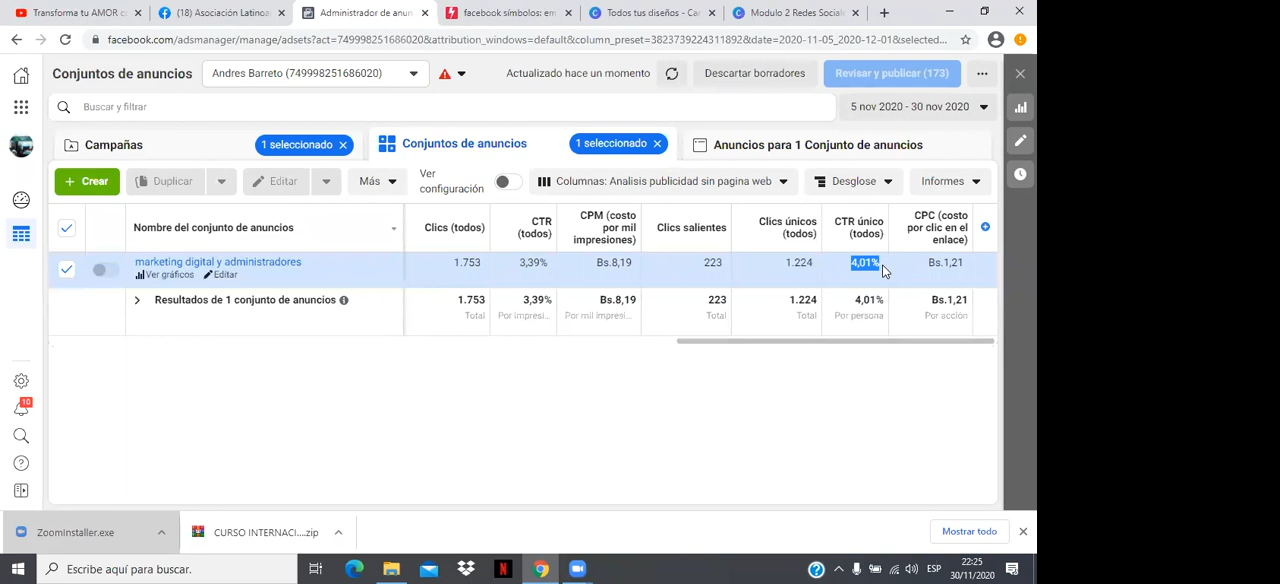 Transforma tu AMOR c
(18) Asociación Latinoa
Administrador de anun
facebook símbolos: em
Todos tus diseños - Ca
Modulo 2 Redes Sociale
facebook.com/adsmanager/manage/adsets?act=749998251686020&attribution_windows=default&column_preset=3823739224311892&date=2020-11-05_2020-12-01&selected...
Conjuntos de anuncios
Andres Barreto (749998251686020)
Actualizado hace un momento
Descartar borradores
Revisar y publicar (173)
Buscar y filtrar
5 nov 2020 - 30 nov 2020
Campañas
1 seleccionado
Conjuntos de anuncios
1 seleccionado
Anuncios para 1 Conjunto de anuncios
+ Crear
Duplicar
Editar
Más
Ver configuración
Columnas: Analisis publicidad sin pagina web
Desglose
Informes
Nombre del conjunto de anuncios
Clics (todos)
CTR (todos)
CPM (costo por mil impresiones)
Clics salientes
Clics únicos (todos)
CTR único (todos)
CPC (costo por clic en el enlace)
marketing digital y administradores
1.753
3,39%
Bs.8,19
223
1.224
4,01%
Bs.1,21
Ver gráficos
Editar
Resultados de 1 conjunto de anuncios
1.753
3,39%
Bs.8,19
223
1.224
4,01%
Bs.1,21
Total
Por impresi...
Por mil impresi...
Total
Total
Por persona
Por acción
10
ZoomInstaller.exe
CURSO INTERNACI....zip
Mostrar todo
Escribe aquí para buscar.
N
ESP
22:25
30/11/2020